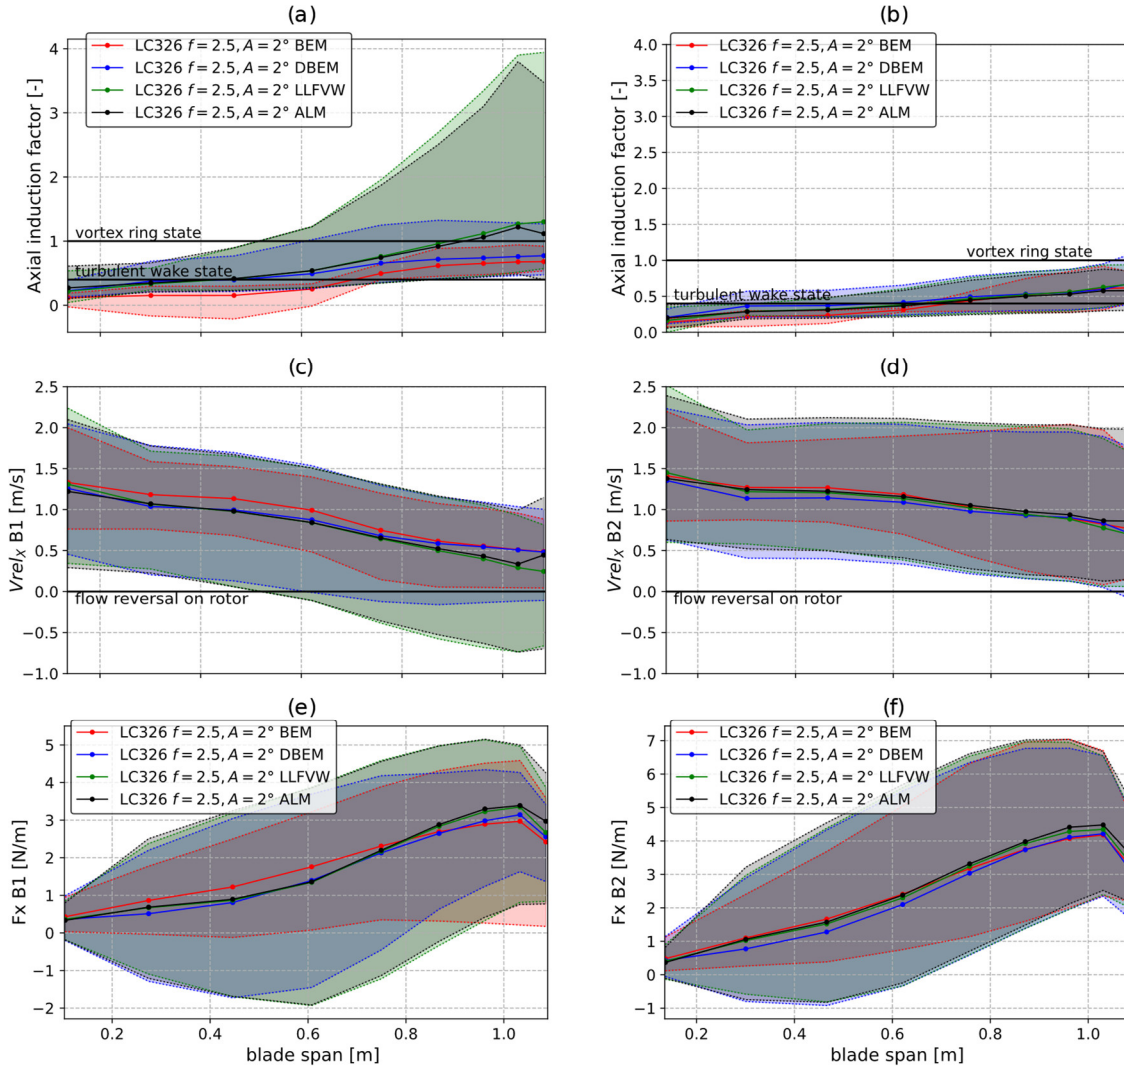 (a)
LC326 f = 2.5, A = 2° BEM
LC326 f = 2.5, A = 2° DBEM
LC326 f = 2.5, A = 2° LLFVW
LC326 f = 2.5, A = 2° ALM
Axial induction factor [-]
4
3
2
1
0
vortex ring state
turbulent wake state
(b)
LC326 f = 2.5, A = 2° BEM
LC326 f = 2.5, A = 2° DBEM
LC326 f = 2.5, A = 2° LLFVW
LC326 f = 2.5, A = 2° ALM
Axial induction factor [-]
4.0
3.5
3.0
2.5
2.0
1.5
1.0
0.5
0.0
vortex ring state
turbulent wake state
(c)
Vrel_X B1 [m/s]
2.5
2.0
1.5
1.0
0.5
0.0
−0.5
−1.0
flow reversal on rotor
(d)
Vrel_X B2 [m/s]
2.5
2.0
1.5
1.0
0.5
0.0
−0.5
−1.0
flow reversal on rotor
(e)
LC326 f = 2.5, A = 2° BEM
LC326 f = 2.5, A = 2° DBEM
LC326 f = 2.5, A = 2° LLFVW
LC326 f = 2.5, A = 2° ALM
Fx B1 [N/m]
5
4
3
2
1
0
−1
−2
0.2 0.4 0.6 0.8 1.0
blade span [m]
(f)
LC326 f = 2.5, A = 2° BEM
LC326 f = 2.5, A = 2° DBEM
LC326 f = 2.5, A = 2° LLFVW
LC326 f = 2.5, A = 2° ALM
Fx B2 [N/m]
7
6
5
4
3
2
1
0
−1
0.2 0.4 0.6 0.8 1.0
blade span [m]